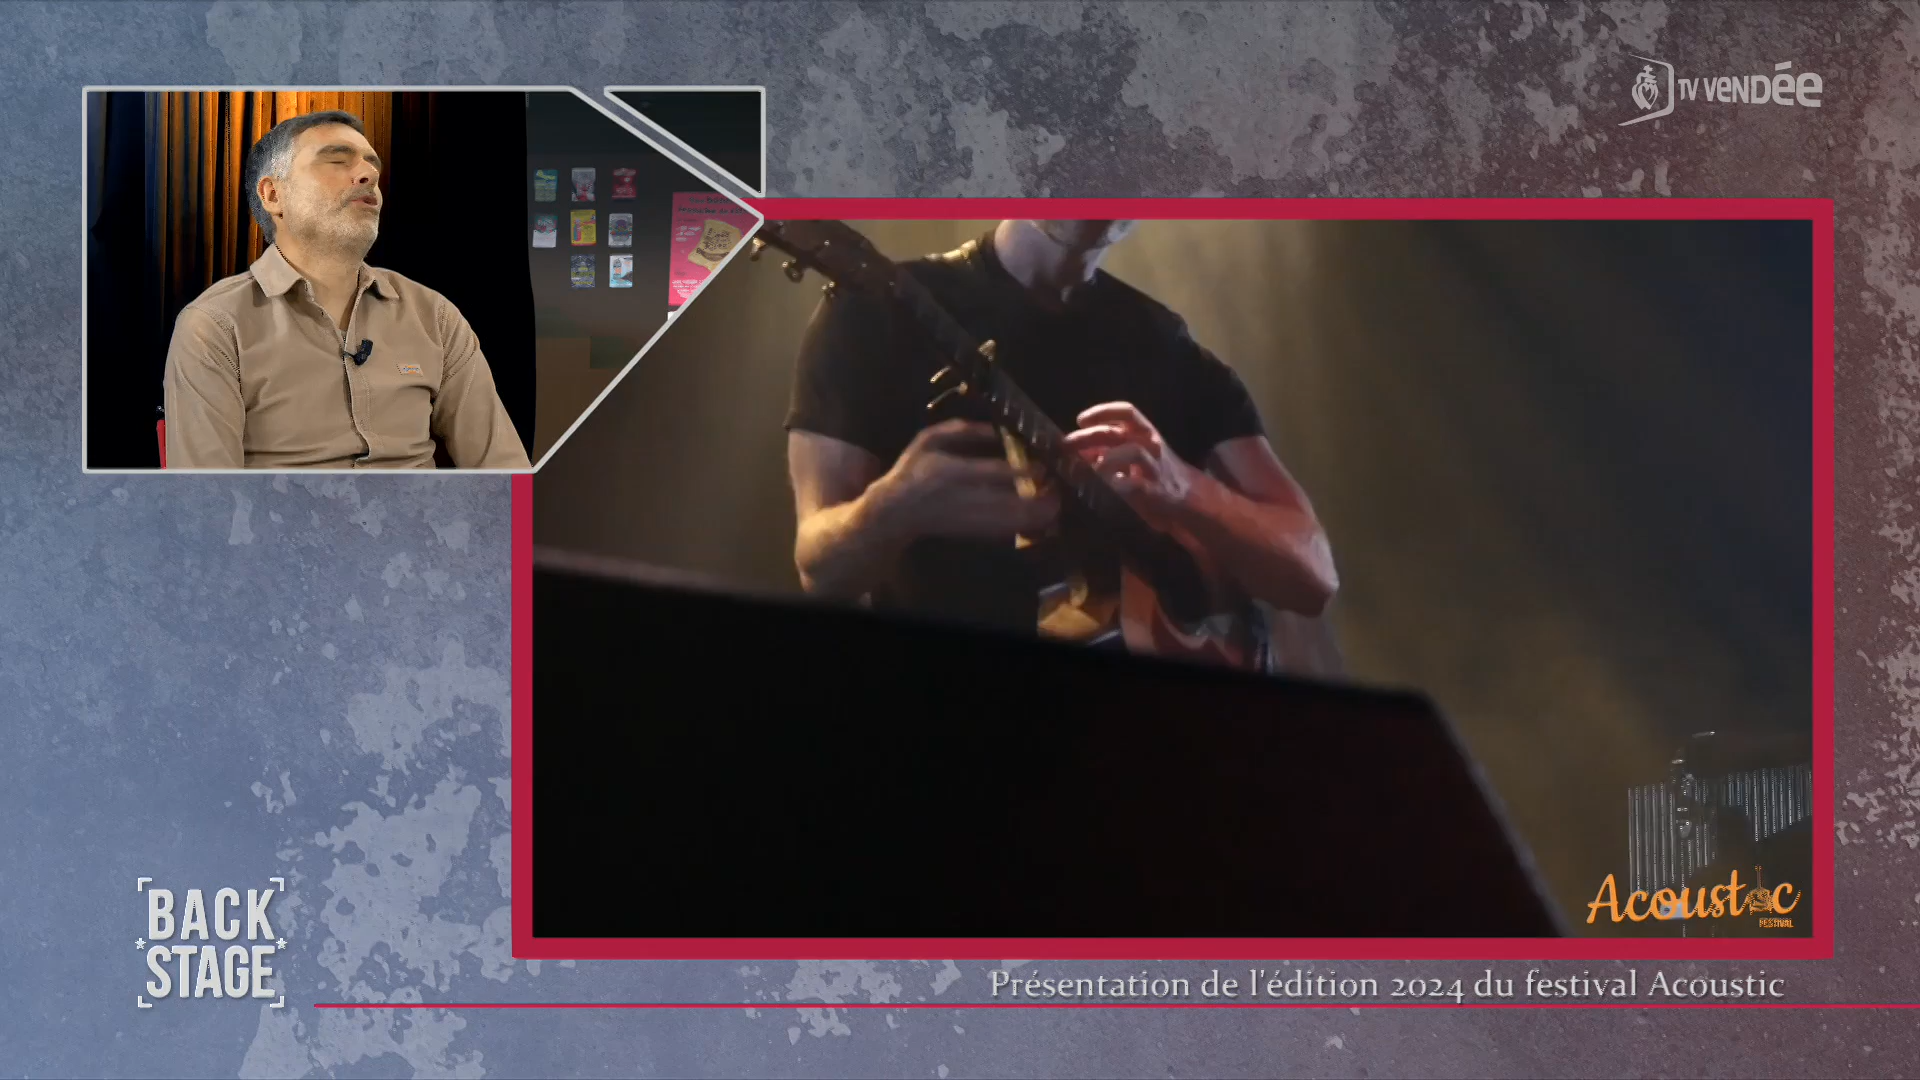 TV VENDÉE
Acoustic
FESTIVAL
BACK
STAGE
Présentation de l'édition 2024 du festival Acoustic